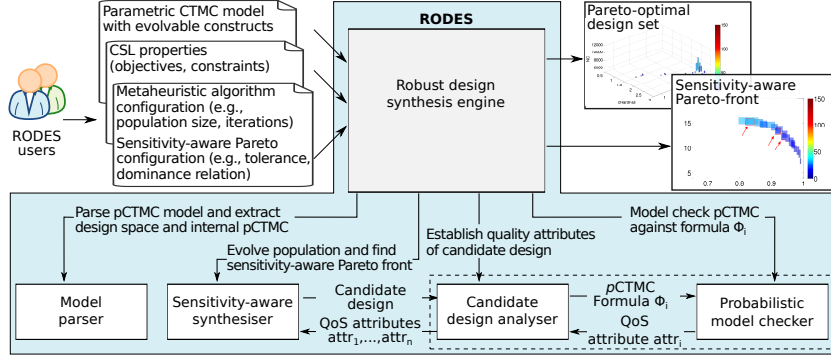 Parametric CTMC model
with evolvable constructs
CSL properties
(objectives, constraints)
Metaheuristic algorithm
configuration (e.g.,
population size, iterations)
Sensitivity-aware Pareto
configuration (e.g., tolerance,
dominance relation)
RODES
users
RODES
Robust design
synthesis engine
Pareto-optimal
design set
150
100
50
0
Sensitivity-aware
Pareto-front
150
100
50
0
15
10
5
0.7
0.8
0.9
1
Parse pCTMC model and extract
design space and internal pCTMC
Evolve population and find
sensitivity-aware Pareto front
Establish quality attributes
of candidate design
Model check pCTMC
against formula Φi
Model
parser
Sensitivity-aware
synthesiser
Candidate
design
QoS attributes
attr1,...,attrn
Candidate
design analyser
pCTMC
Formula Φi
QoS
attribute attri
Probabilistic
model checker